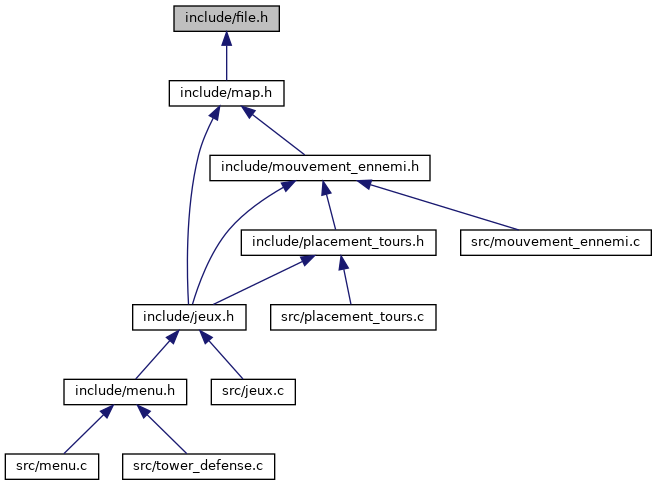 include/file.h
include/map.h
include/mouvement_ennemi.h
include/placement_tours.h
src/mouvement_ennemi.c
include/jeux.h
src/placement_tours.c
include/menu.h
src/jeux.c
src/menu.c
src/tower_defense.c